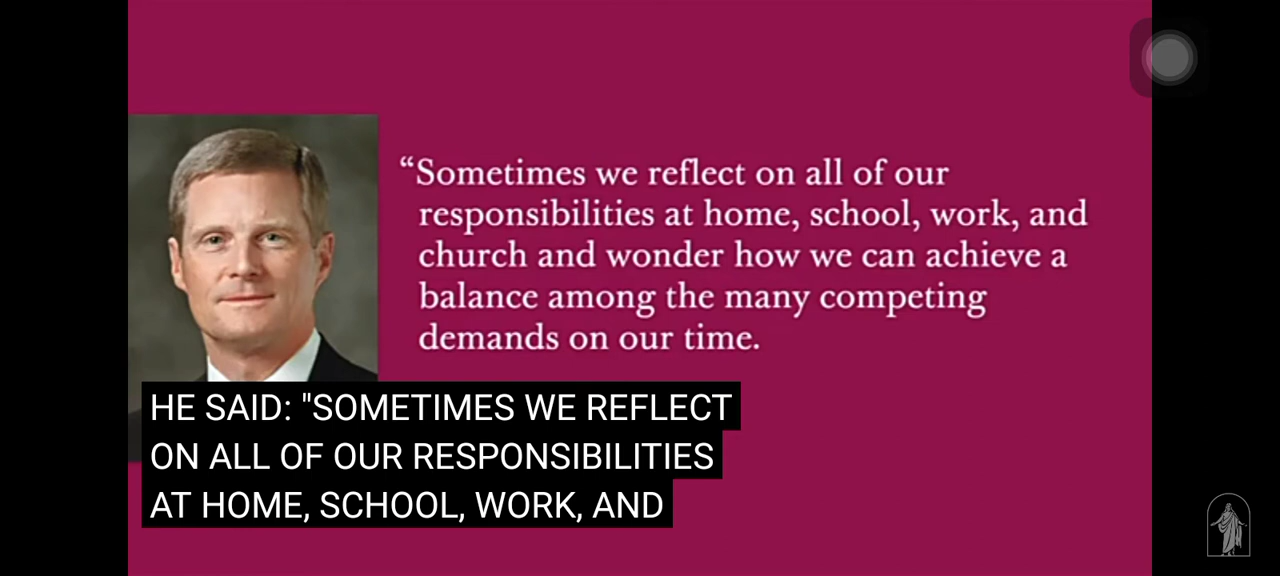 “Sometimes we reflect on all of our
responsibilities at home, school, work, and
church and wonder how we can achieve a
balance among the many competing
demands on our time.
HE SAID: "SOMETIMES WE REFLECT
ON ALL OF OUR RESPONSIBILITIES
AT HOME, SCHOOL, WORK, AND